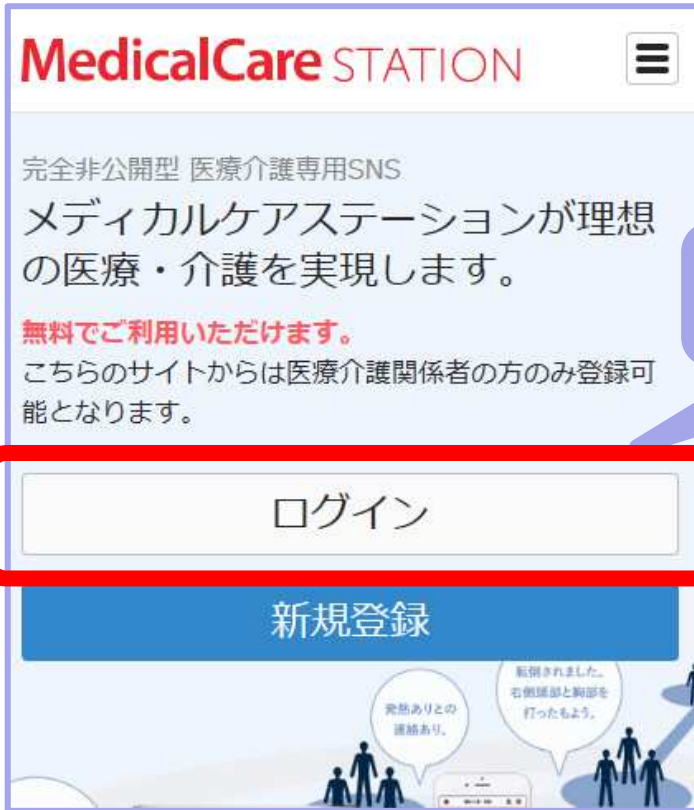 MedicalCare STATION
完全非公開型 医療介護専用SNS
メディカルケアステーションが理想
の医療・介護を実現します。
無料でご利用いただけます。
こちらのサイトからは医療介護関係者の方のみ登録可
能となります。
ログイン
新規登録
転倒されました。
右側頭部と胸部を
打ったもよう。
発熱ありとの
連絡あり。